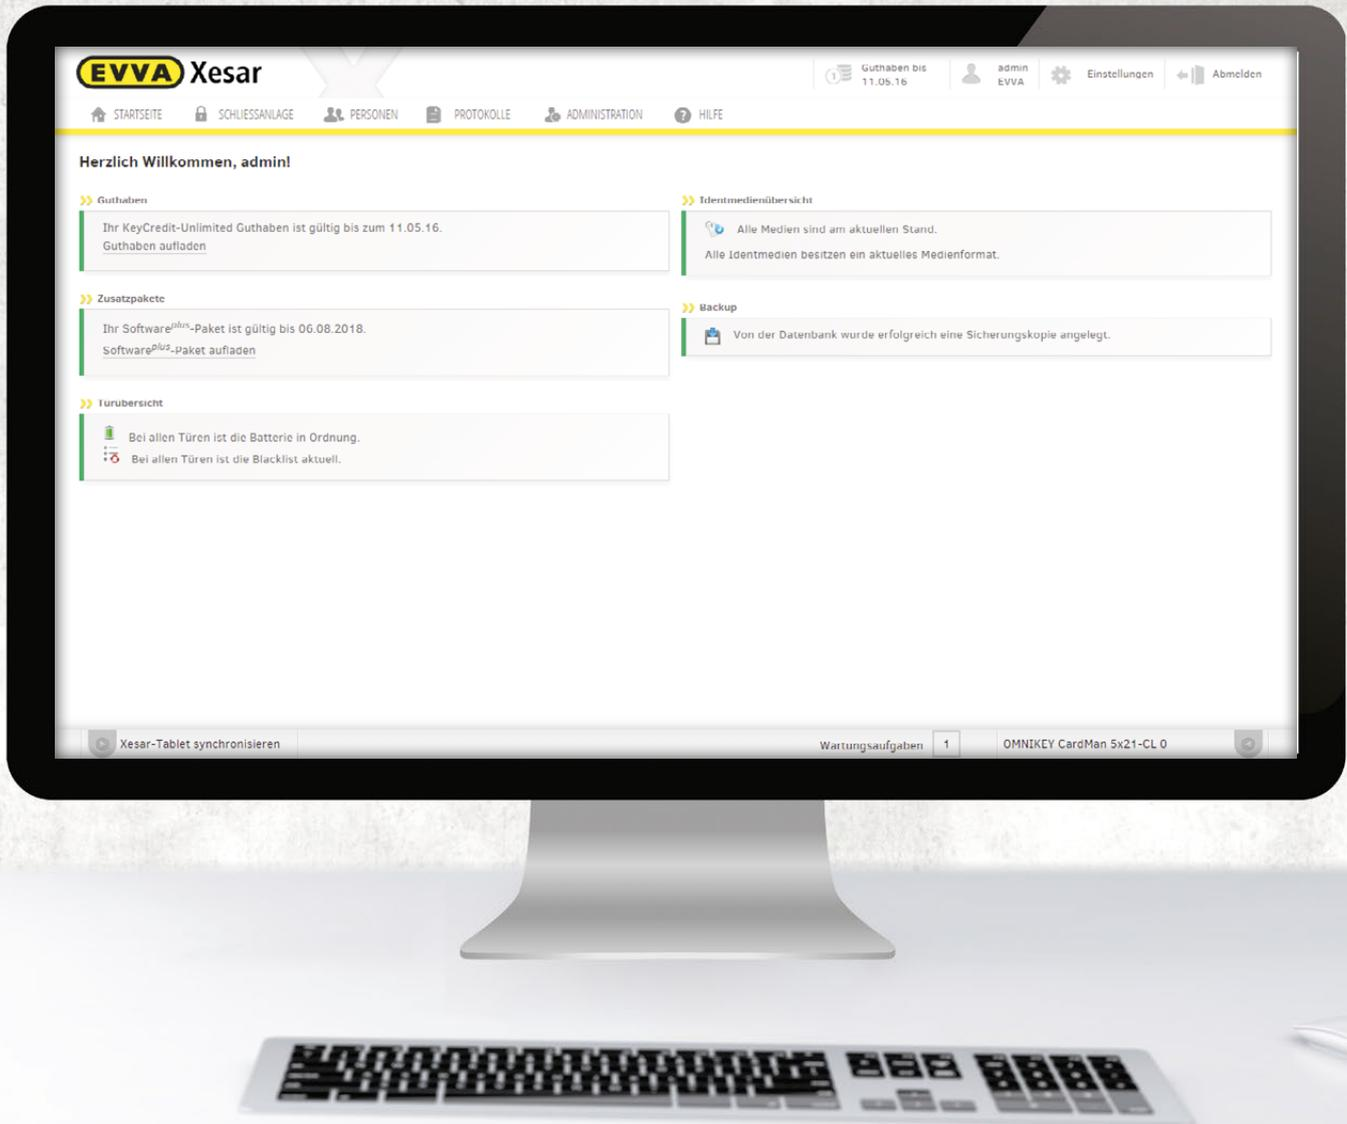 EVVA Xesar
Guthaben bis
11.05.16
admin
EVVA
Einstellungen
Abmelden
STARTSEITE
SCHLIESSANLAGE
PERSONEN
PROTOKOLLE
ADMINISTRATION
HILFE
Herzlich Willkommen, admin!
Guthaben
Ihr KeyCredit-Unlimited Guthaben ist gültig bis zum 11.05.16.
Guthaben aufladen
Zusatzpakete
Ihr Softwareplus-Paket ist gültig bis 06.08.2018.
Softwareplus-Paket aufladen
Türübersicht
Bei allen Türen ist die Batterie in Ordnung.
Bei allen Türen ist die Blacklist aktuell.
Identmedienübersicht
Alle Medien sind am aktuellen Stand.
Alle Identmedien besitzen ein aktuelles Medienformat.
Backup
Von der Datenbank wurde erfolgreich eine Sicherungskopie angelegt.
Xesar-Tablet synchronisieren
Wartungsaufgaben 1
OMNIKEY CardMan 5x21-CL 0